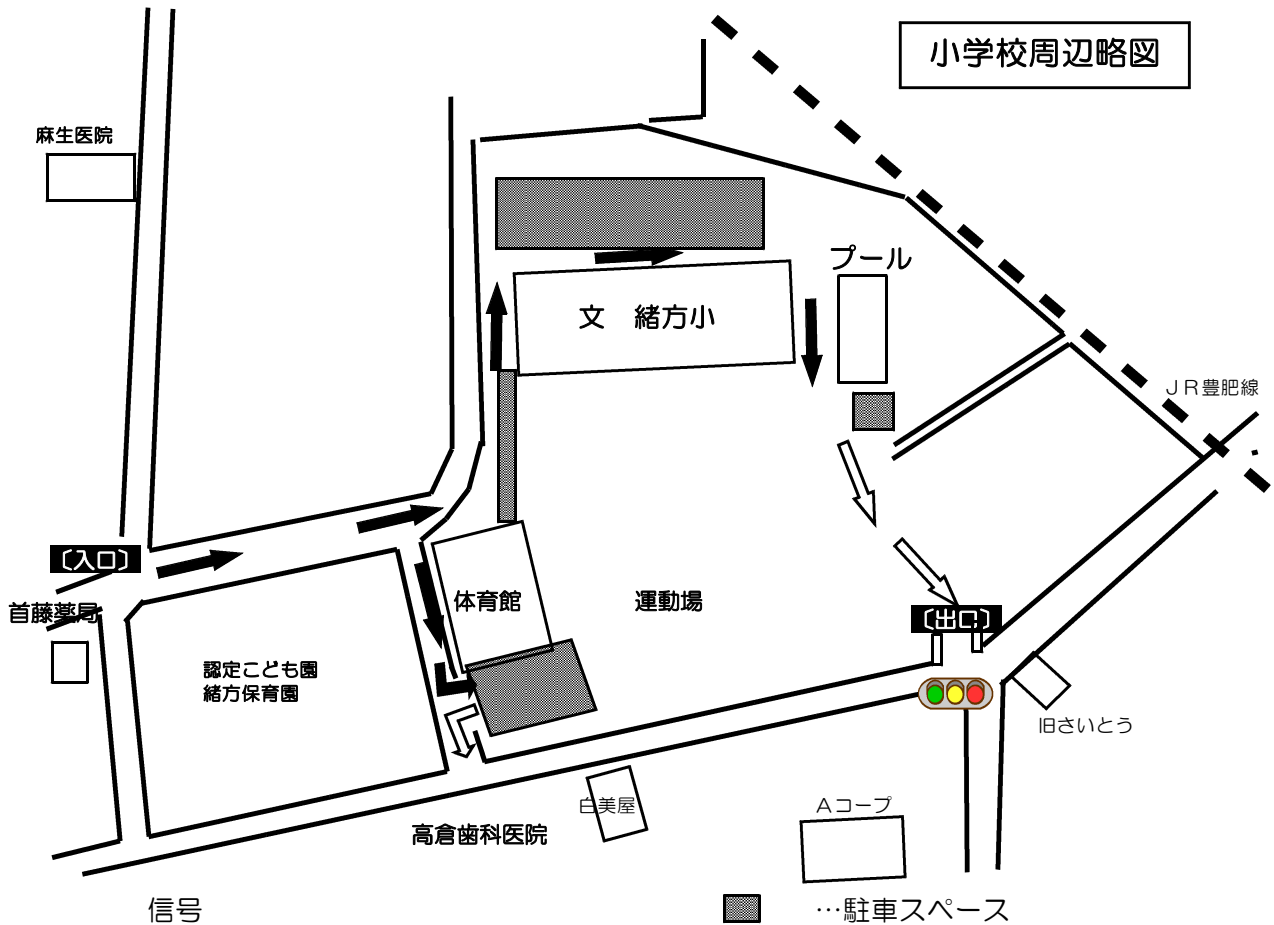 小学校周辺略図
麻生医院
プール
文　緒方小
ＪＲ豊肥線
〔入口〕
首藤薬局
体育館
運動場
〔出口〕
認定こども園
緒方保育園
旧さいとう
白美屋
Ａコープ
高倉歯科医院
信号
…駐車スペース